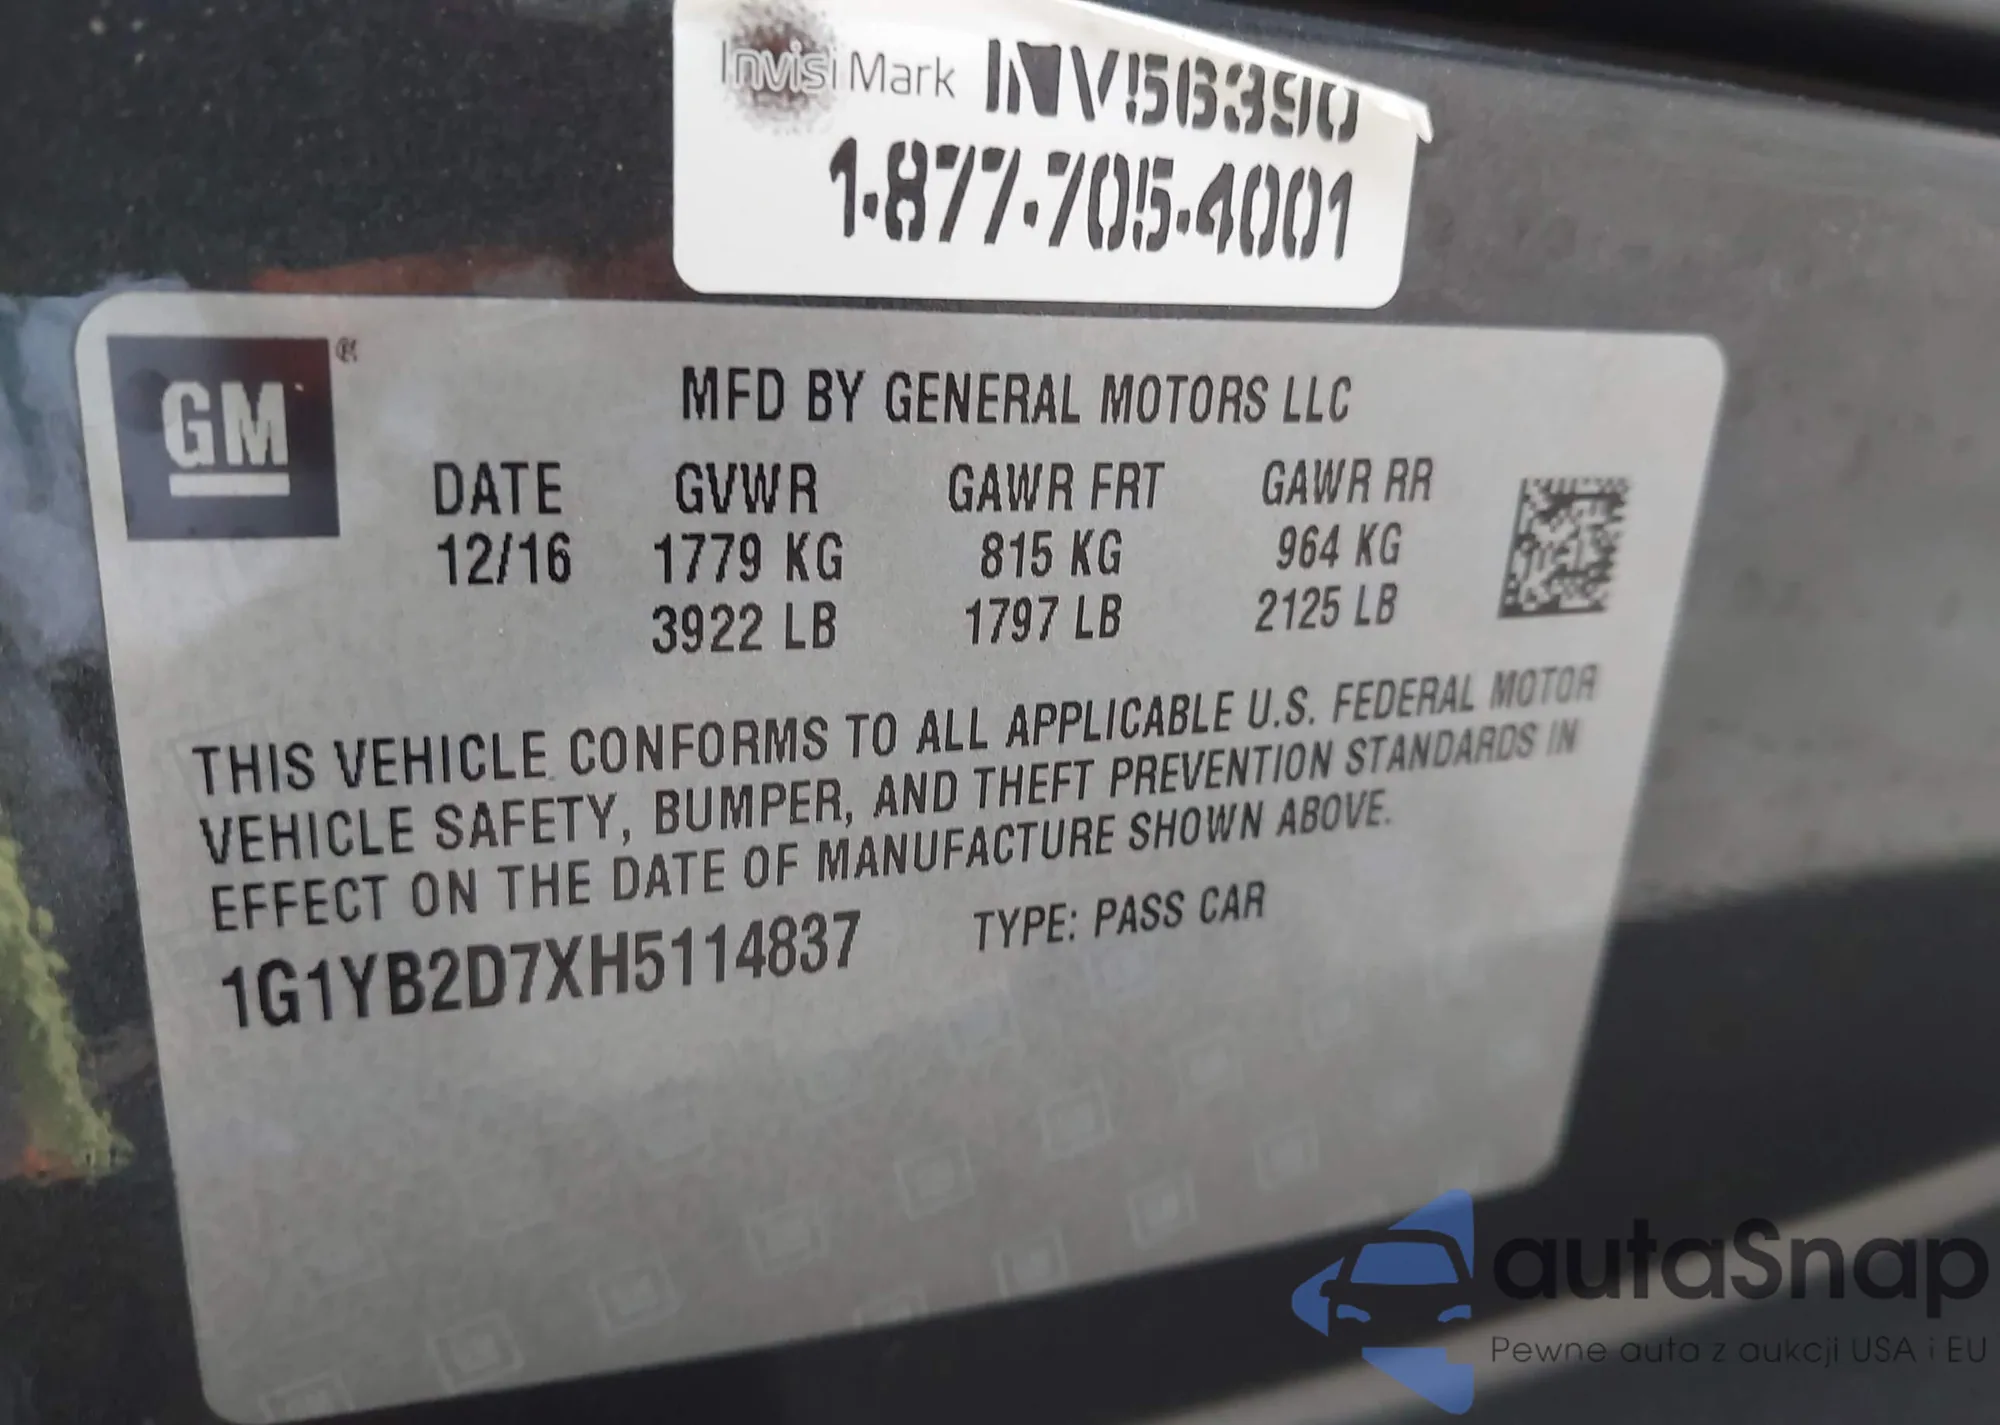 InvisiMark INV56390
1-877-705-4001
GM
MFD BY GENERAL MOTORS LLC
DATE GVWR GAWR FRT GAWR RR
12/16 1779 KG 815 KG 964 KG
3922 LB 1797 LB 2125 LB
THIS VEHICLE CONFORMS TO ALL APPLICABLE U.S. FEDERAL MOTOR
VEHICLE SAFETY, BUMPER, AND THEFT PREVENTION STANDARDS IN
EFFECT ON THE DATE OF MANUFACTURE SHOWN ABOVE.
1G1YB2D7XH5114837 TYPE: PASS CAR
autaSnap
Pewne auta z aukcji USA i EU